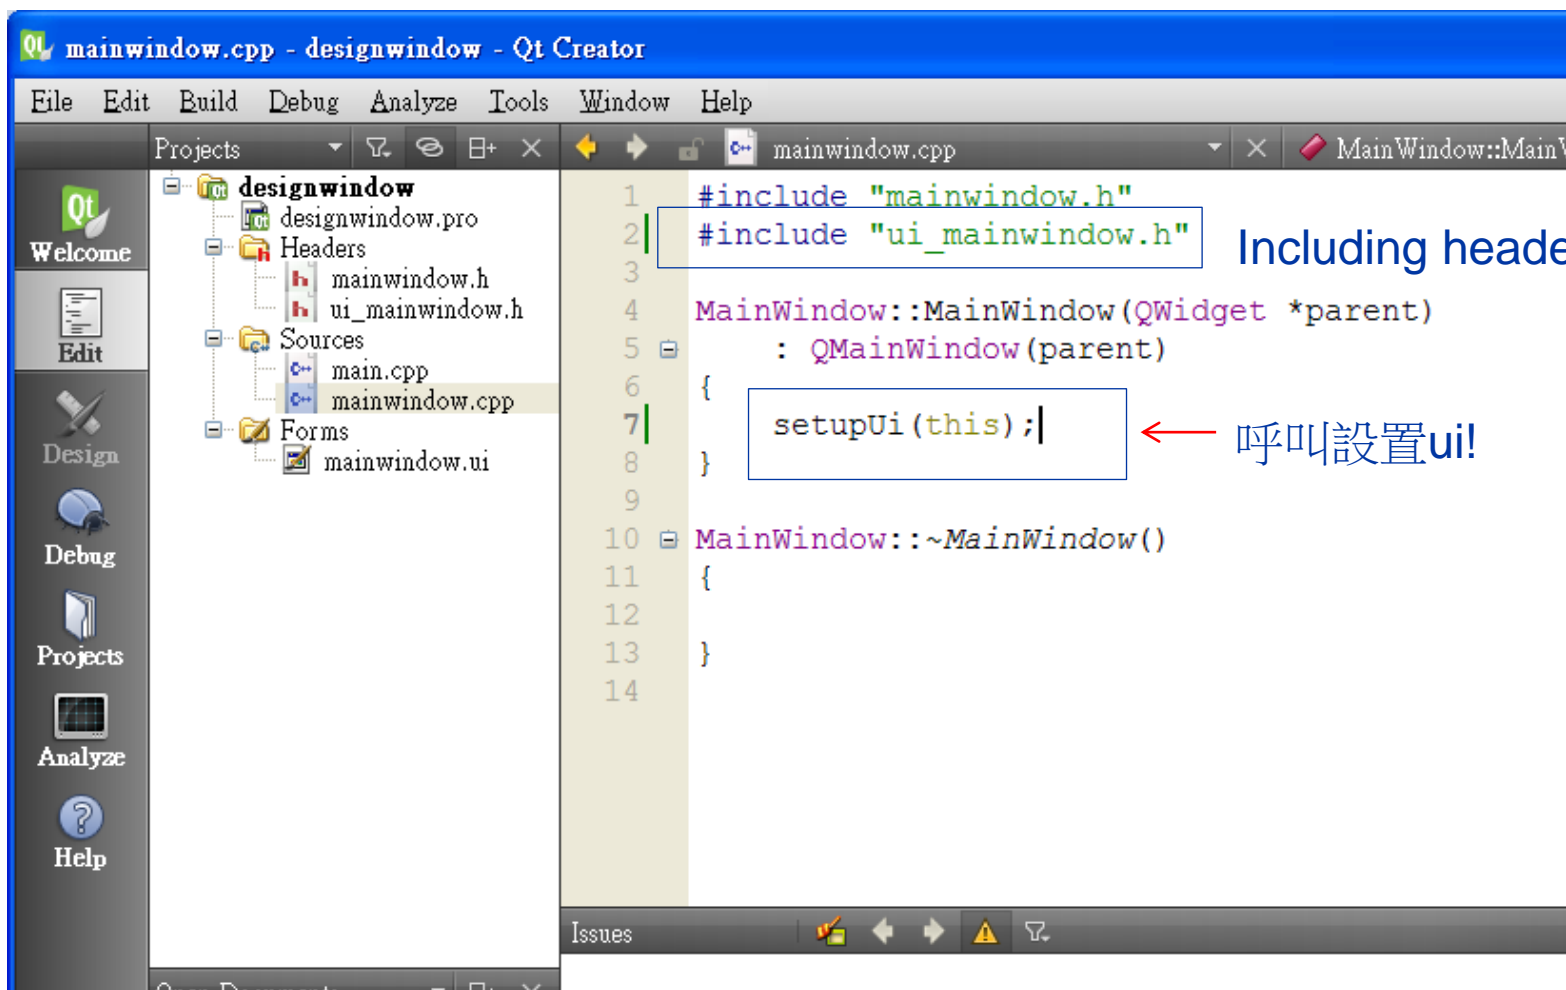 mainwindow.cpp - designwindow - Qt Creator
File Edit Build Debug Analyze Tools Window Help
Projects
mainwindow.cpp
MainWindow::Main
Welcome
Edit
Design
Debug
Projects
Analyze
Help
designwindow
designwindow.pro
Headers
mainwindow.h
ui_mainwindow.h
Sources
main.cpp
mainwindow.cpp
Forms
mainwindow.ui
1 #include "mainwindow.h"
2 #include "ui_mainwindow.h"
3
4 MainWindow::MainWindow(QWidget *parent)
5 : QMainWindow(parent)
6 {
7 setupUi(this);
8 }
9
10 MainWindow::~MainWindow()
11 {
12
13 }
14
Including heade
呼叫設置ui!
Issues